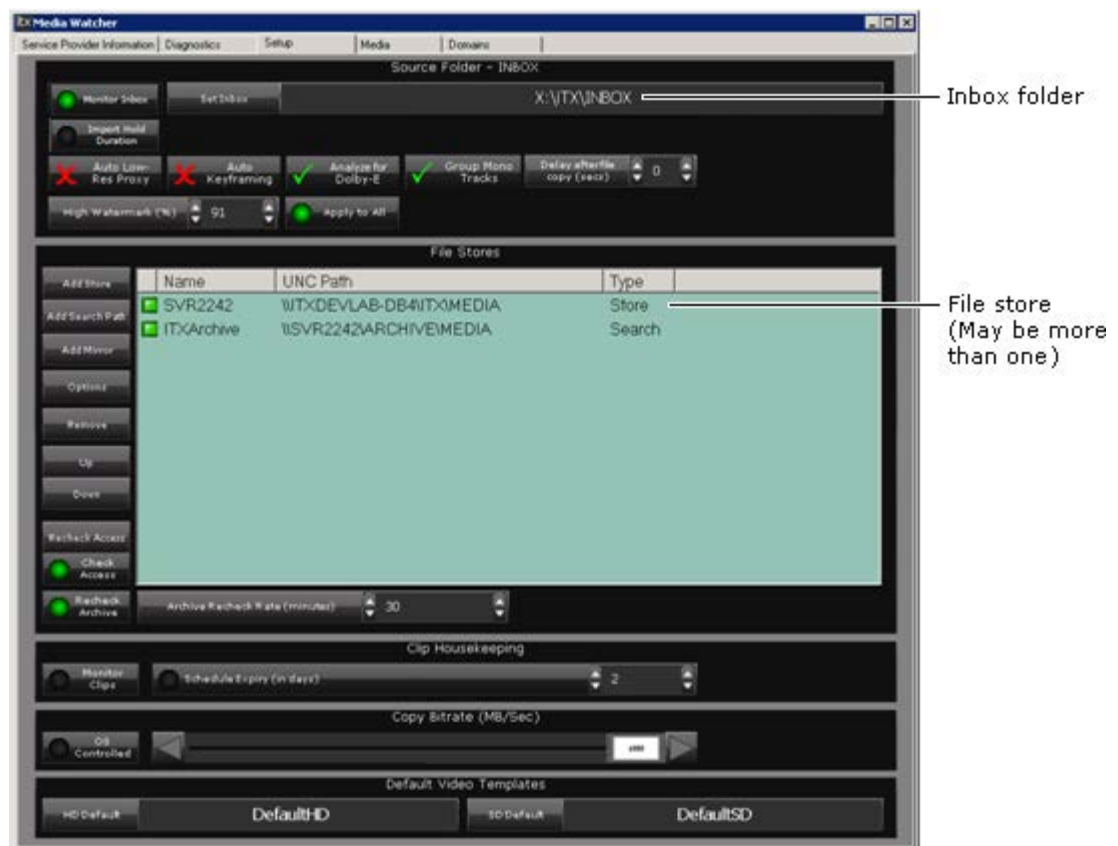 itx Media Watcher
Service Provider Information Diagnostics Setup Media Domains
Source Folder - INBOX
Monitor Inbox Set Inbox X:\ITX\INBOX
Inbox folder
Import Hold Duration
Auto Low-Res Proxy Auto Keyframing Analyze for Dolby-E Group Mono Tracks Delay after file copy (secs) 0
High Watermark (%) 91 Apply to All
File Stores
Add Store
Add Search Path
Add Mirror
Options
Remove
Up
Down
Recheck Access
Check Access
Name UNC Path Type
SVR2242 \\ITXDEVLAB-DB4\ITX\MEDIA Store
ITXArchive \\SVR2242\ARCHIVE\MEDIA Search
File store
(May be more
than one)
Recheck Archive Archive Recheck Rate (minutes) 30
Clip Housekeeping
Monitor Clips Schedule Expiry (in days) 2
Copy Bitrate (MB/Sec)
OS Controlled
Default Video Templates
HD Default DefaultHD SD Default DefaultSD